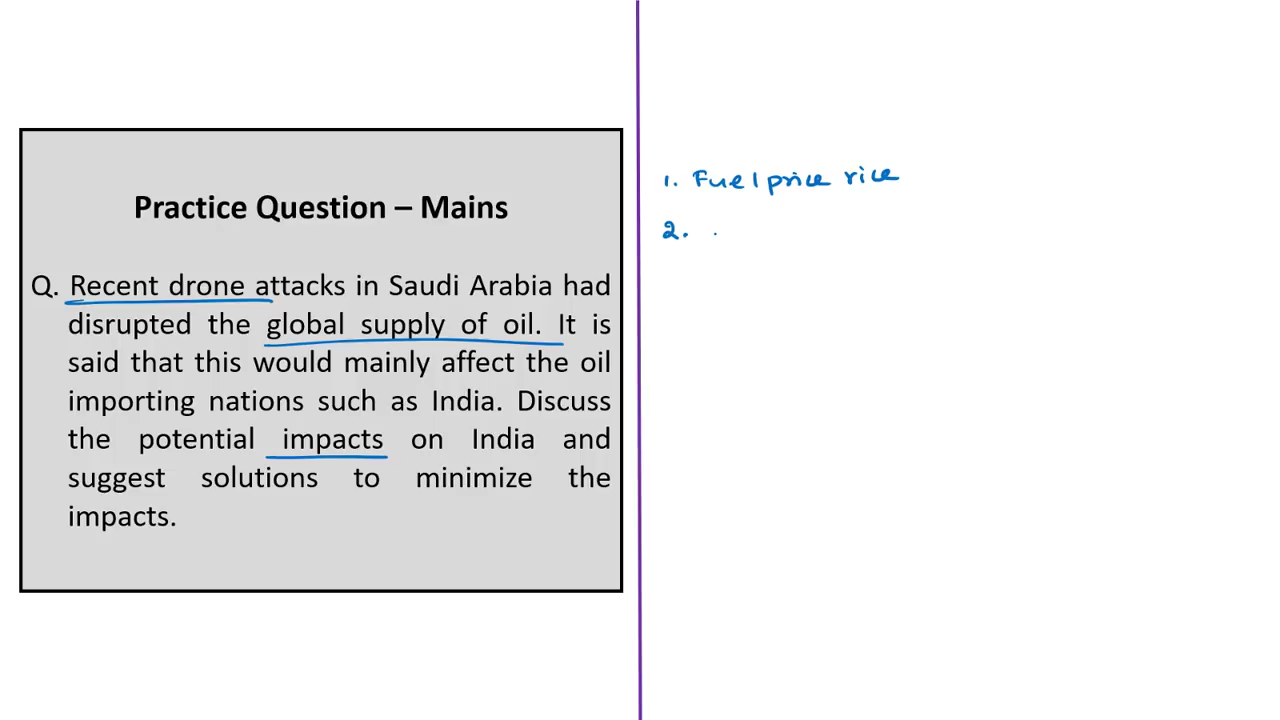 Practice Question – Mains
Q. Recent drone attacks in Saudi Arabia had
disrupted the global supply of oil. It is
said that this would mainly affect the oil
importing nations such as India. Discuss
the potential impacts on India and
suggest solutions to minimize the
impacts.
1. Fuel price rice
2.